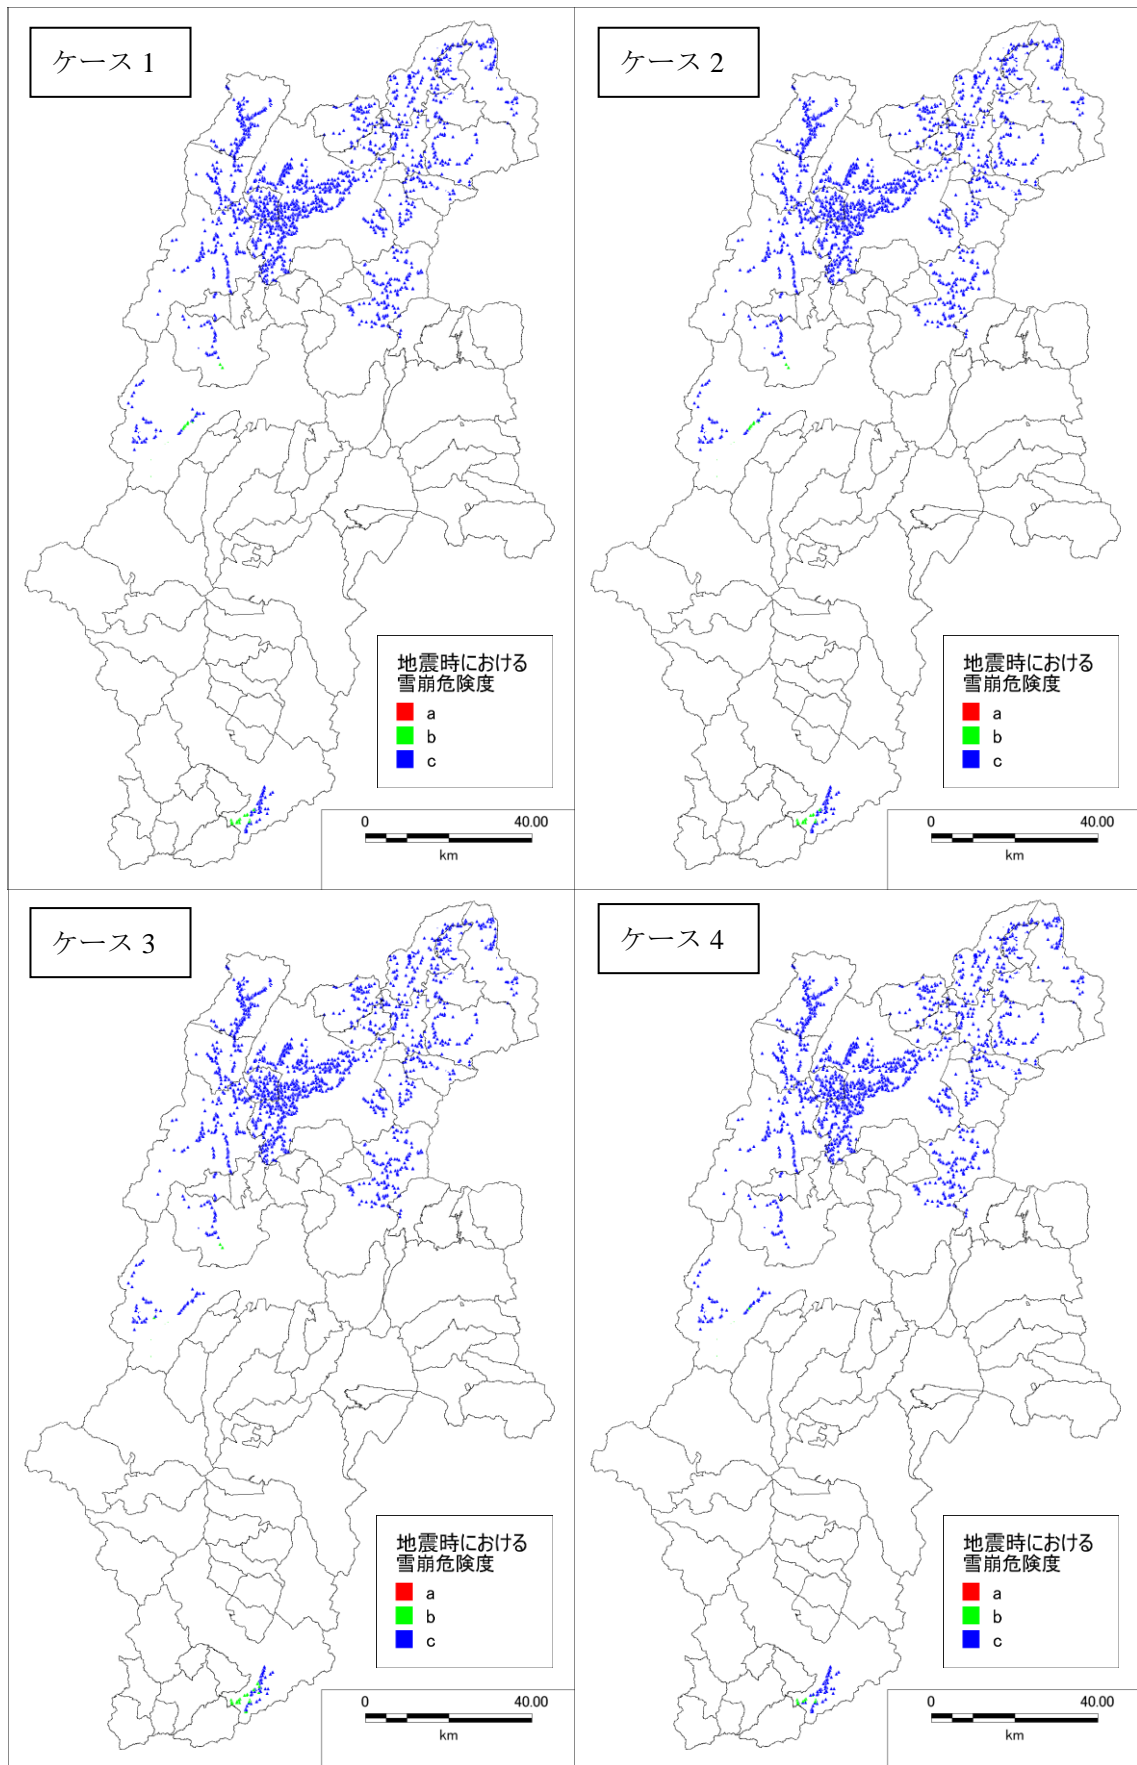 ケース 1
地震時における
雪崩危険度
a
b
c
0 40.00
km
ケース 2
地震時における
雪崩危険度
a
b
c
0 40.00
km
ケース 3
地震時における
雪崩危険度
a
b
c
0 40.00
km
ケース 4
地震時における
雪崩危険度
a
b
c
0 40.00
km